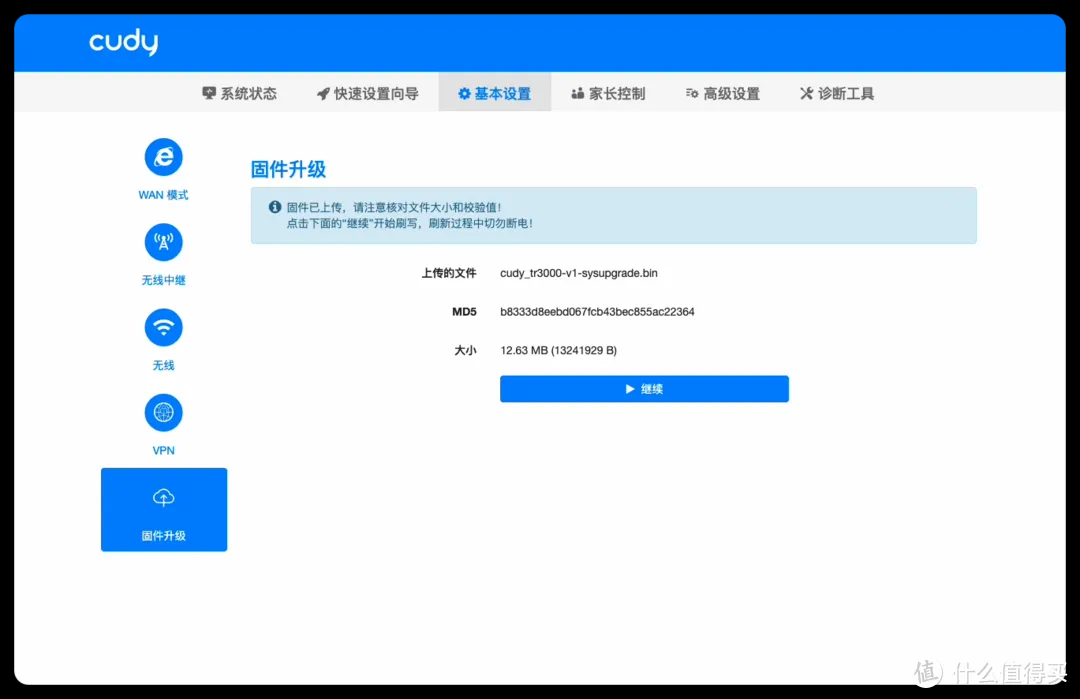 cudy
系统状态 快速设置向导 基本设置 家长控制 高级设置 诊断工具
WAN 模式
无线中继
无线
VPN
固件升级
固件升级
固件已上传，请注意核对文件大小和校验值！
点击下面的“继续”开始刷写，刷新过程中切勿断电！
上传的文件 cudy_tr3000-v1-sysupgrade.bin
MD5 b8333d8eebd067fcb43bec855ac22364
大小 12.63 MB (13241929 B)
继续
值 什么值得买